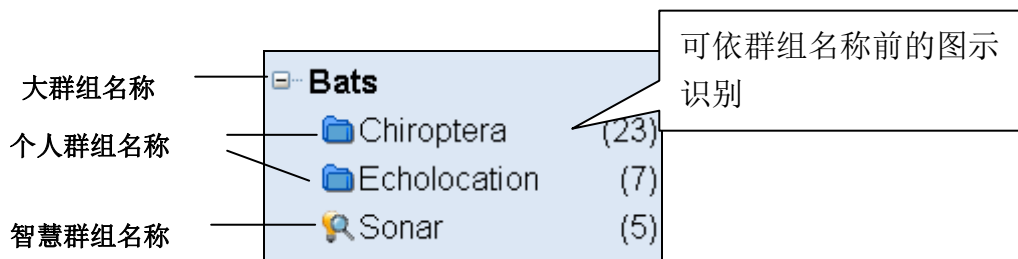 可依群组名称前的图示
识别
大群组名称
Bats
个人群组名称
Chiroptera (23)
Echolocation (7)
智慧群组名称
Sonar (5)